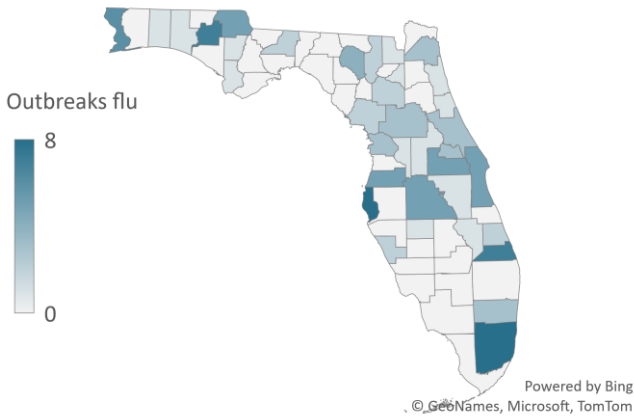 Outbreaks flu
8
0
Powered by Bing
© GeoNames, Microsoft, TomTom